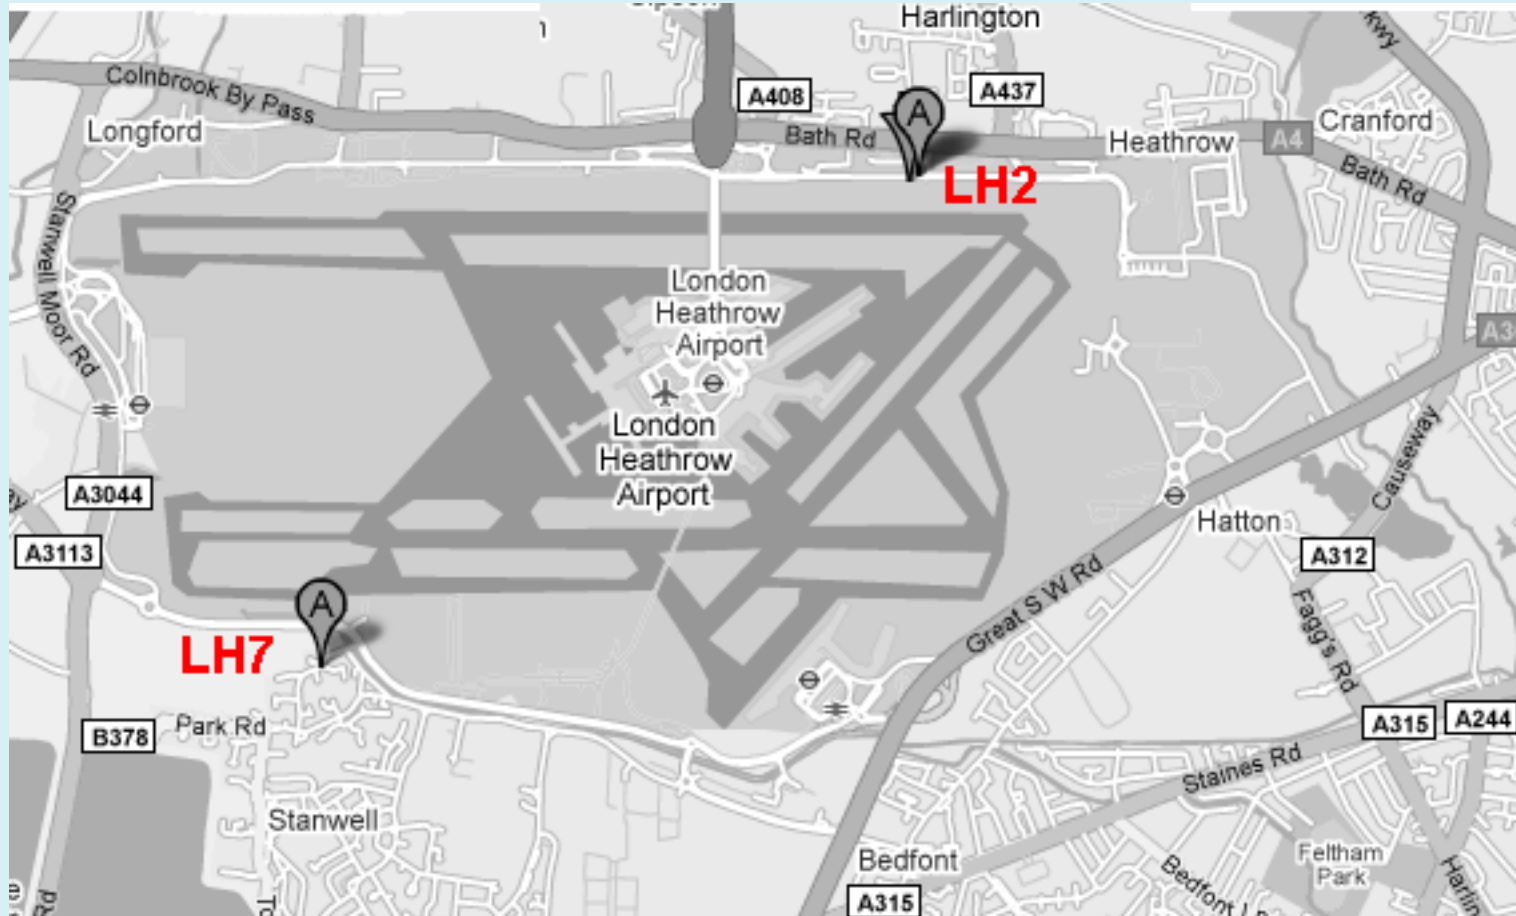 Harlington
A408
A437
Colnbrook By Pass
Longford
A
Bath Rd
Heathrow
A4
Cranford
Bath Rd
LH2
Stanwell Moor Rd
London
Heathrow
Airport
London
Heathrow
Airport
A3044
A3113
Causeway
Hatton
A312
A
LH7
Great S W Rd
Fagg's Rd
Park Rd
B378
A315
A244
Staines Rd
Stanwell
Bedfont
Feltham
Park
A315
Rd